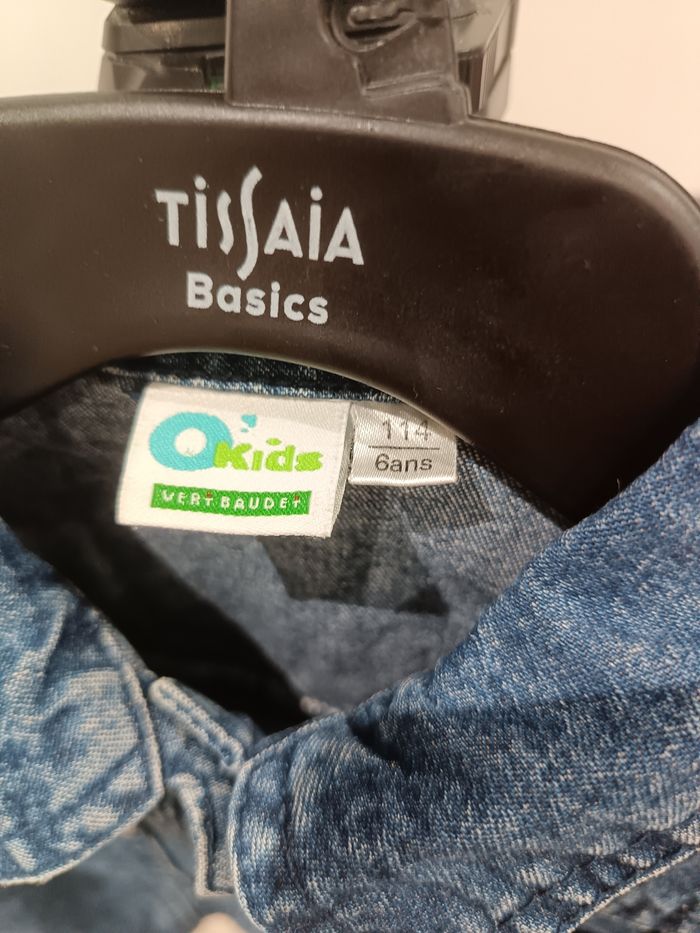 TISSAIA
Basics
OKids
VERTBAUDET
114
6ans